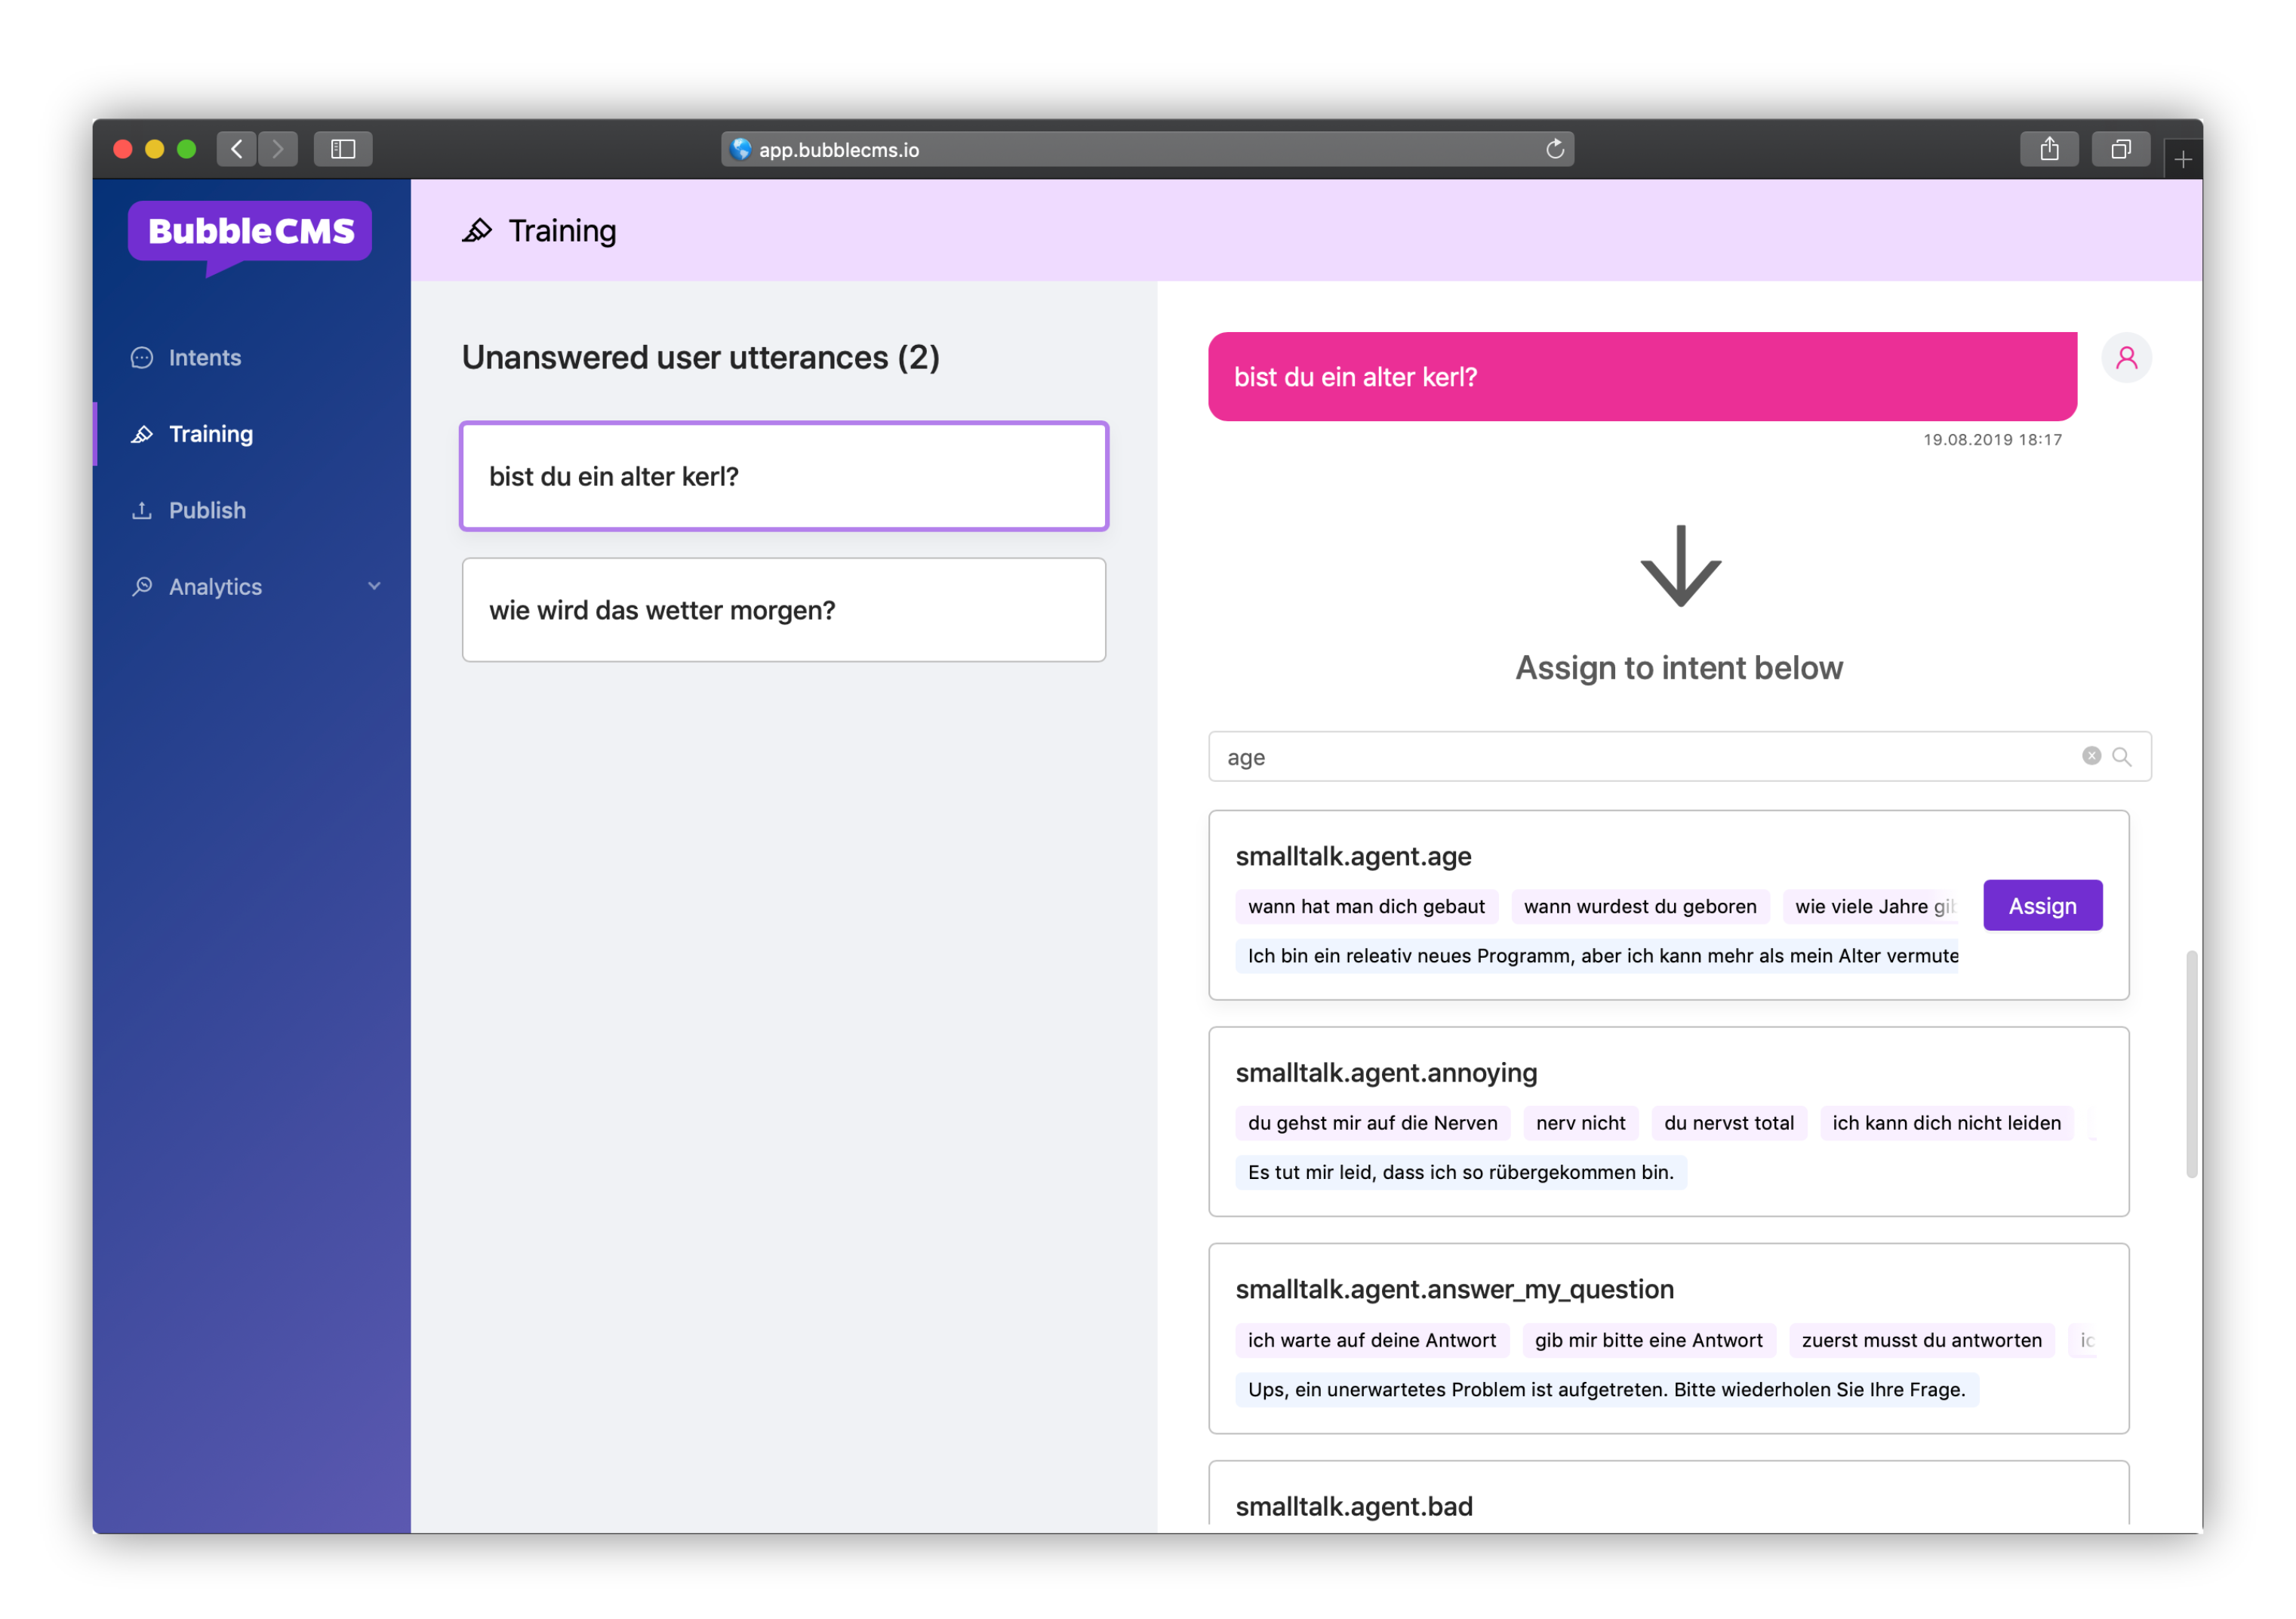 app.bubblecms.io
BubbleCMS
Intents
Training
Publish
Analytics
Training
Unanswered user utterances (2)
bist du ein alter kerl?
wie wird das wetter morgen?
bist du ein alter kerl?
19.08.2019 18:17
Assign to intent below
age
smalltalk.agent.age
wann hat man dich gebaut wann wurdest du geboren wie viele Jahre
Assign
Ich bin ein releativ neues Programm, aber ich kann mehr als mein Alter vermute
smalltalk.agent.annoying
du gehst mir auf die Nerven nerv nicht du nervst total ich kann dich nicht leiden
Es tut mir leid, dass ich so rübergekommen bin.
smalltalk.agent.answer_my_question
ich warte auf deine Antwort gib mir bitte eine Antwort zuerst musst du antworten
Ups, ein unerwartetes Problem ist aufgetreten. Bitte wiederholen Sie Ihre Frage.
smalltalk.agent.bad